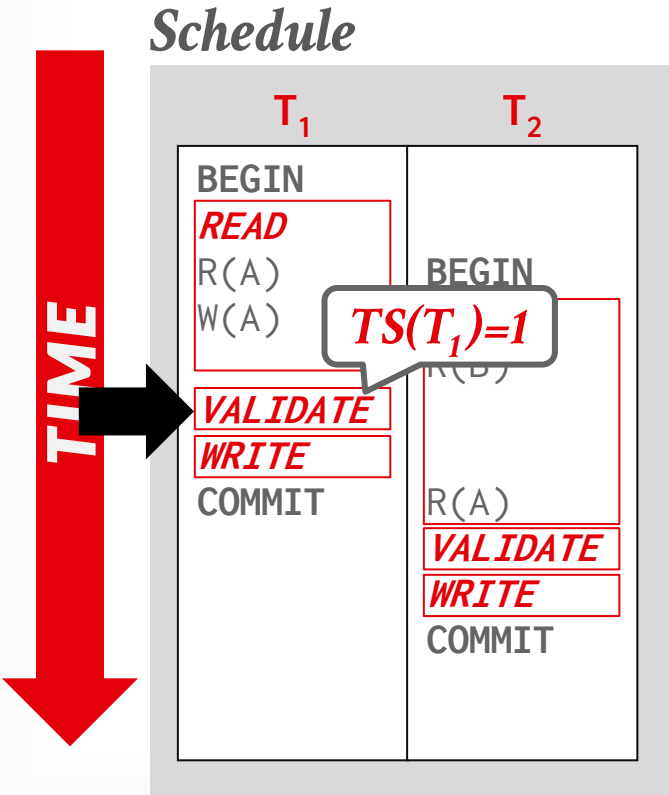 Schedule
TIME
T1
T2
BEGIN
READ
R(A)
W(A)
VALIDATE
WRITE
COMMIT
TS(T1)=1
BEGIN
R(B)
R(A)
VALIDATE
WRITE
COMMIT